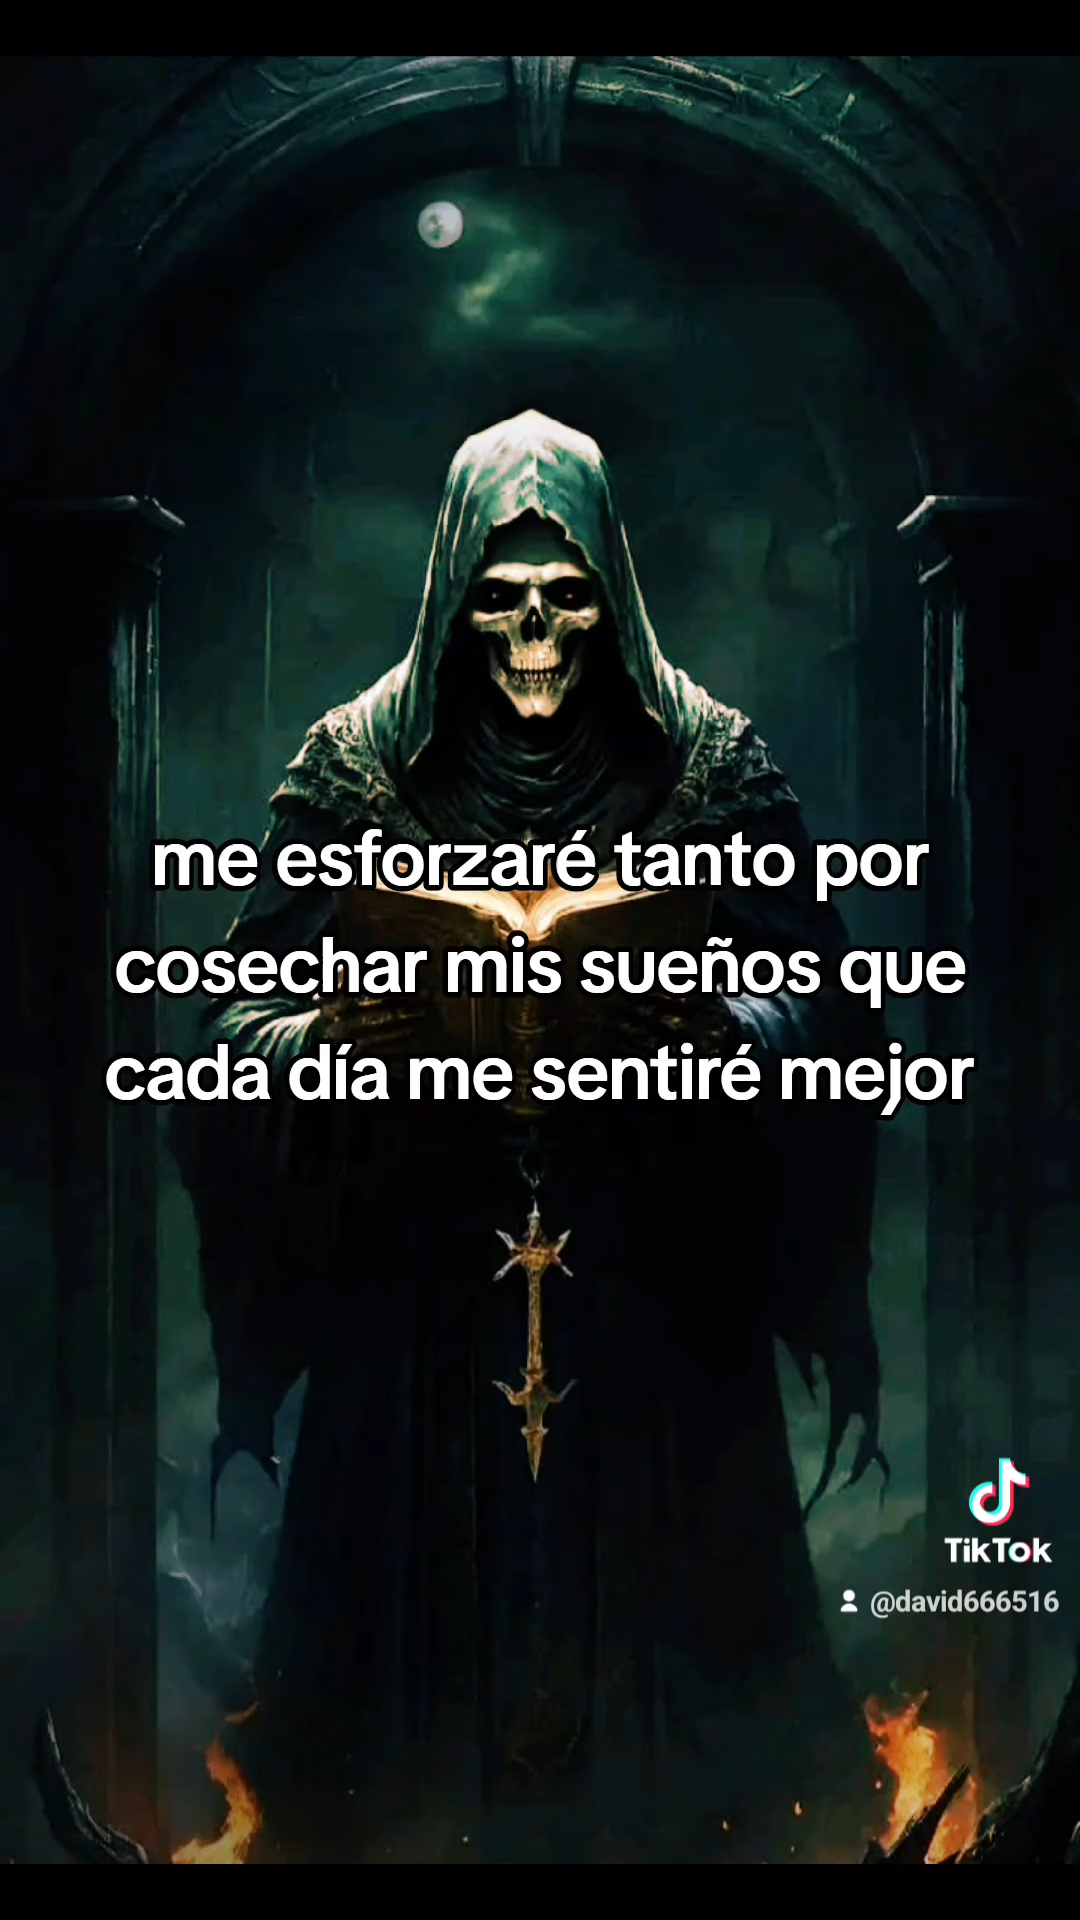 me esforzaré tanto por
cosechar mis sueños que
cada día me sentiré mejor
TikTok
@david666516